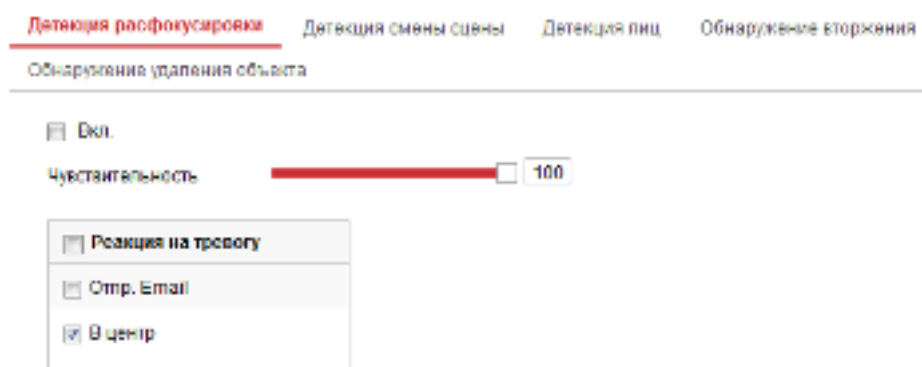 Детекция расфокусировки Детекция смены сцены Детекция лиц Обнаружение вторжения
Обнаружение удаления объекта
Вкл.
Чувствительность 100
Реакция на тревогу
Отпр. Email
В центр